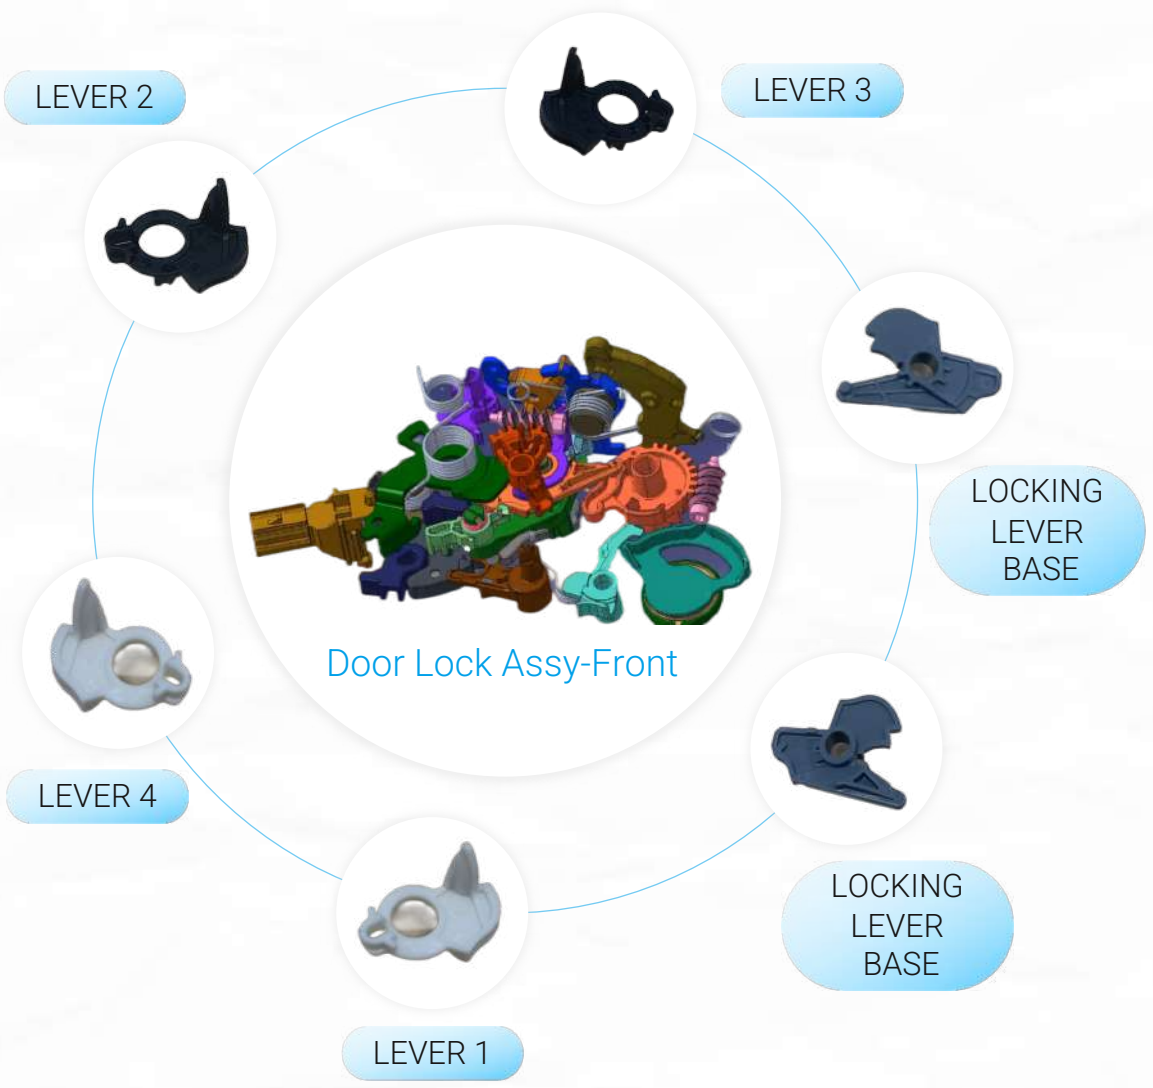 LEVER 3
LEVER 2
LOCKING
LEVER
BASE
Door Lock Assy-Front
LEVER 4
LOCKING
LEVER
BASE
LEVER 1